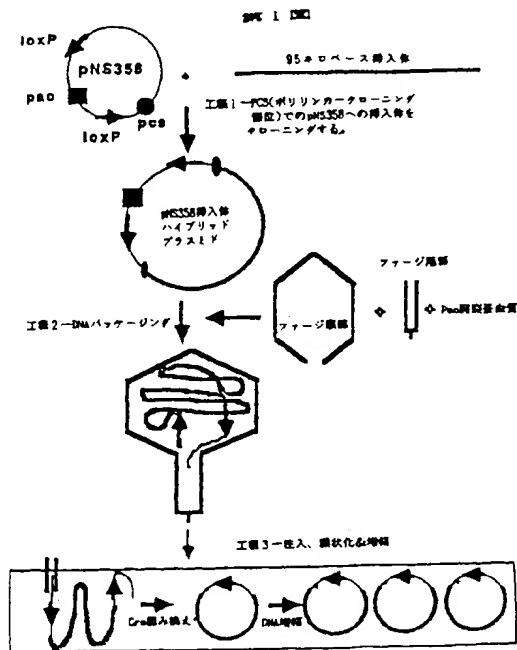 第 1 図
loxP
pNS358
pac
loxP
pcs
95キロベース挿入体
工程1—PCS(ポリリンカークローニング
部位)でのpNS358への挿入体を
クローニングする。
pNS358挿入体
ハイブリッド
プラスミド
工程2—DNAパッケージング
ファージ頭部
ファージ尾部
+ Pac開裂蛋白質
工程3—注入、環状化&増幅
Cre組み換え
DNA増幅